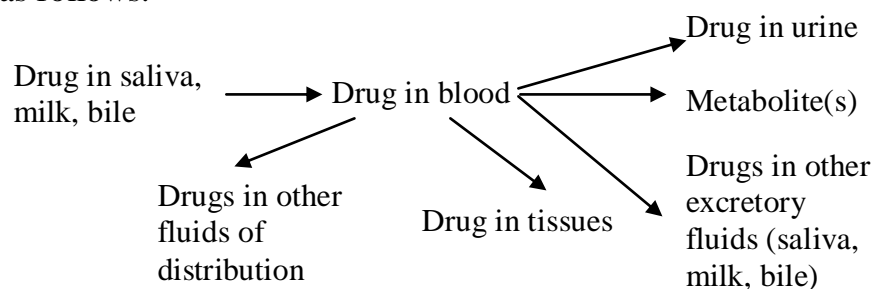 as follows:
Drug in urine
Drug in saliva,
milk, bile
Drug in blood
Metabolite(s)
Drugs in other
fluids of
distribution
Drug in tissues
Drugs in other
excretory
fluids (saliva,
milk, bile)